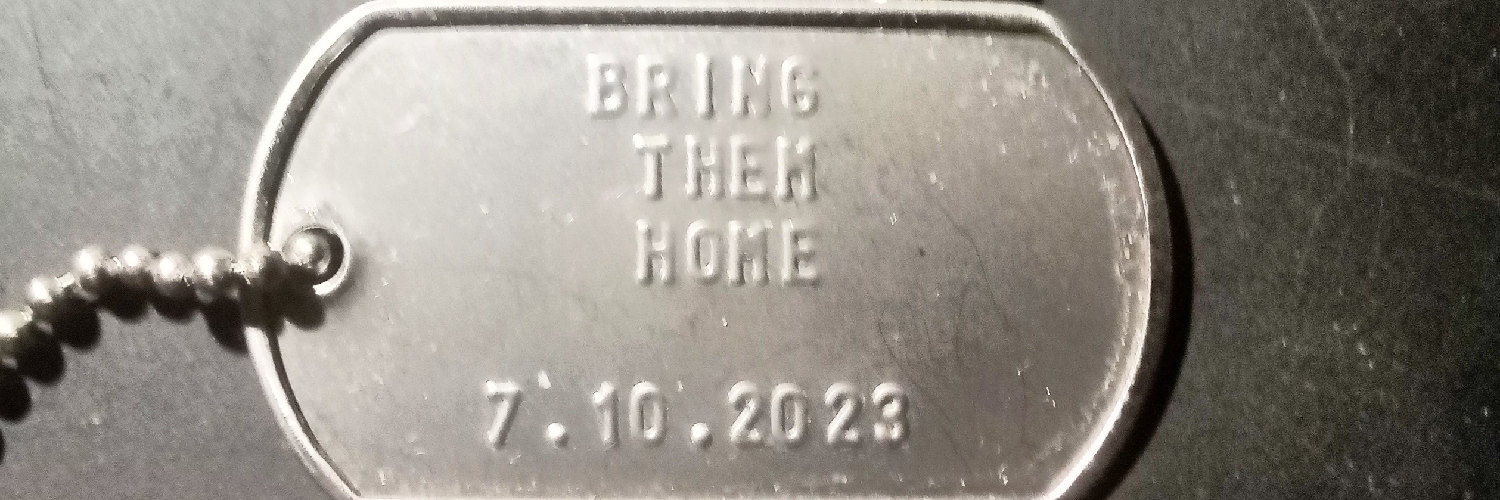 BRING
THEM
HOME
7.10.2023